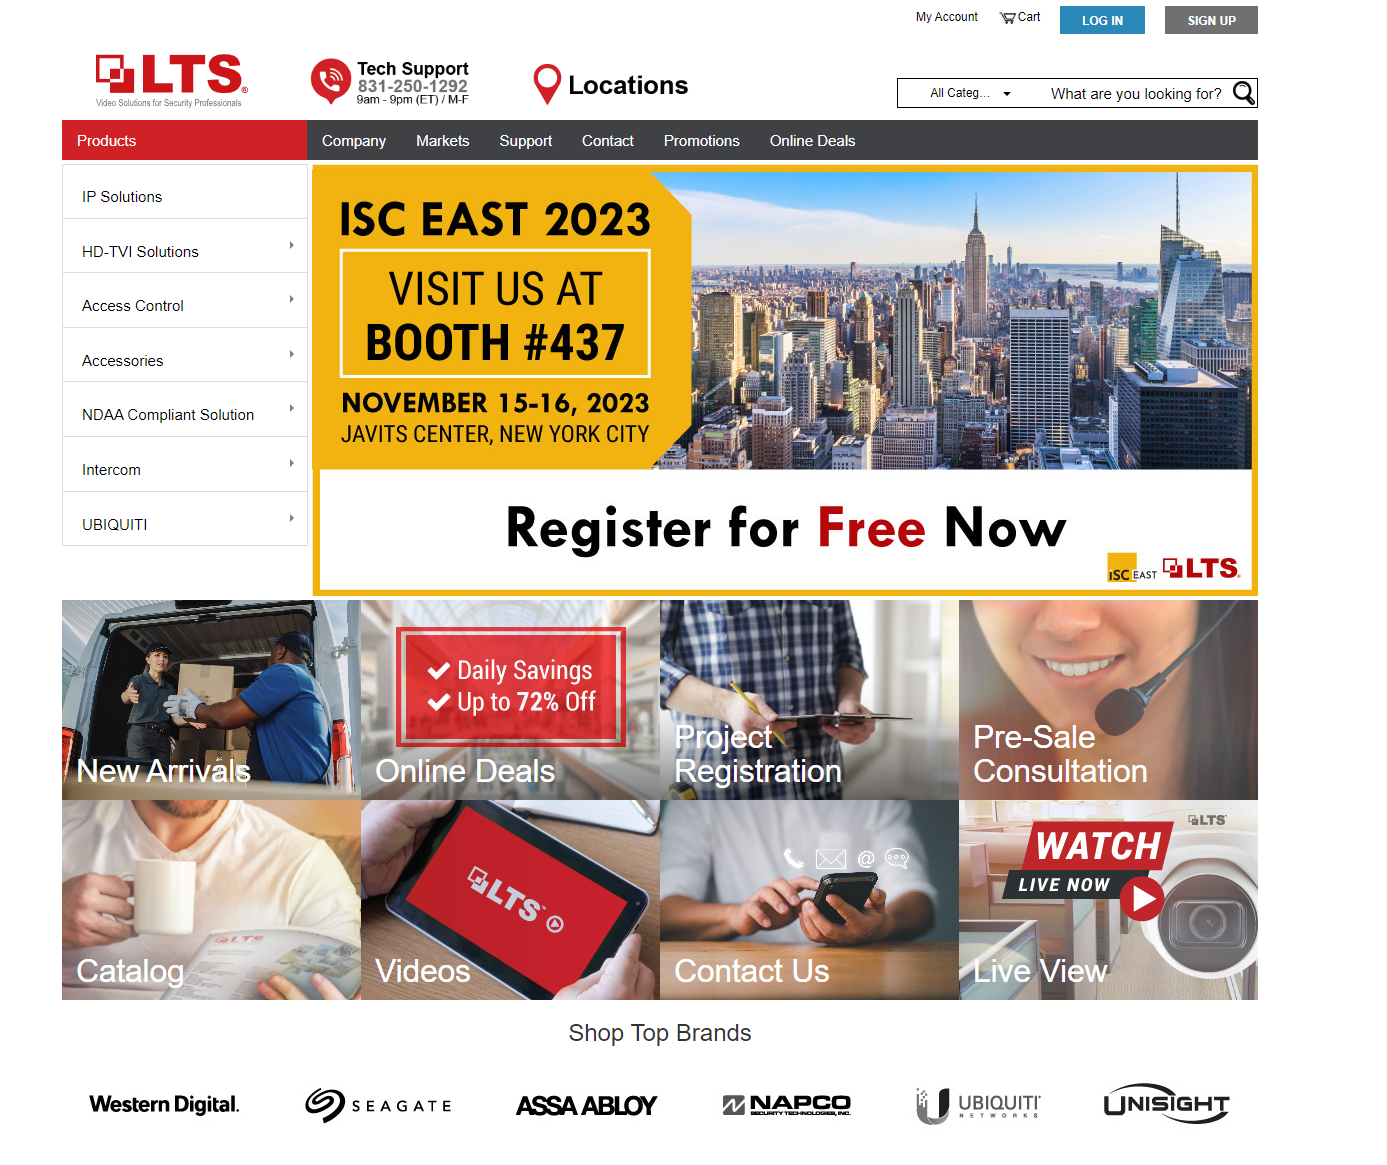 My Account
Cart
LOG IN
SIGN UP
LTS®
Video Solutions for Security Professionals
Tech Support
831-250-1292
9am - 9pm (ET) / M-F
Locations
All Categ...
What are you looking for?
Products
Company
Markets
Support
Contact
Promotions
Online Deals
IP Solutions
HD-TVI Solutions
Access Control
Accessories
NDAA Compliant Solution
Intercom
UBIQUITI
ISC EAST 2023
VISIT US AT
BOOTH #437
NOVEMBER 15-16, 2023
JAVITS CENTER, NEW YORK CITY
Register for Free Now
ISC EAST
LTS®
New Arrivals
Daily Savings
Up to 72% Off
Online Deals
Project
Registration
Pre-Sale
Consultation
LTS
Catalog
LTS™
Videos
@
Contact Us
LTS
WATCH
LIVE NOW
Live View
Shop Top Brands
Western Digital.
SEAGATE
ASSA ABLOY
NAPCO
SECURITY TECHNOLOGIES, INC.
UBIQUITI
NETWORKS
UNISIGHT